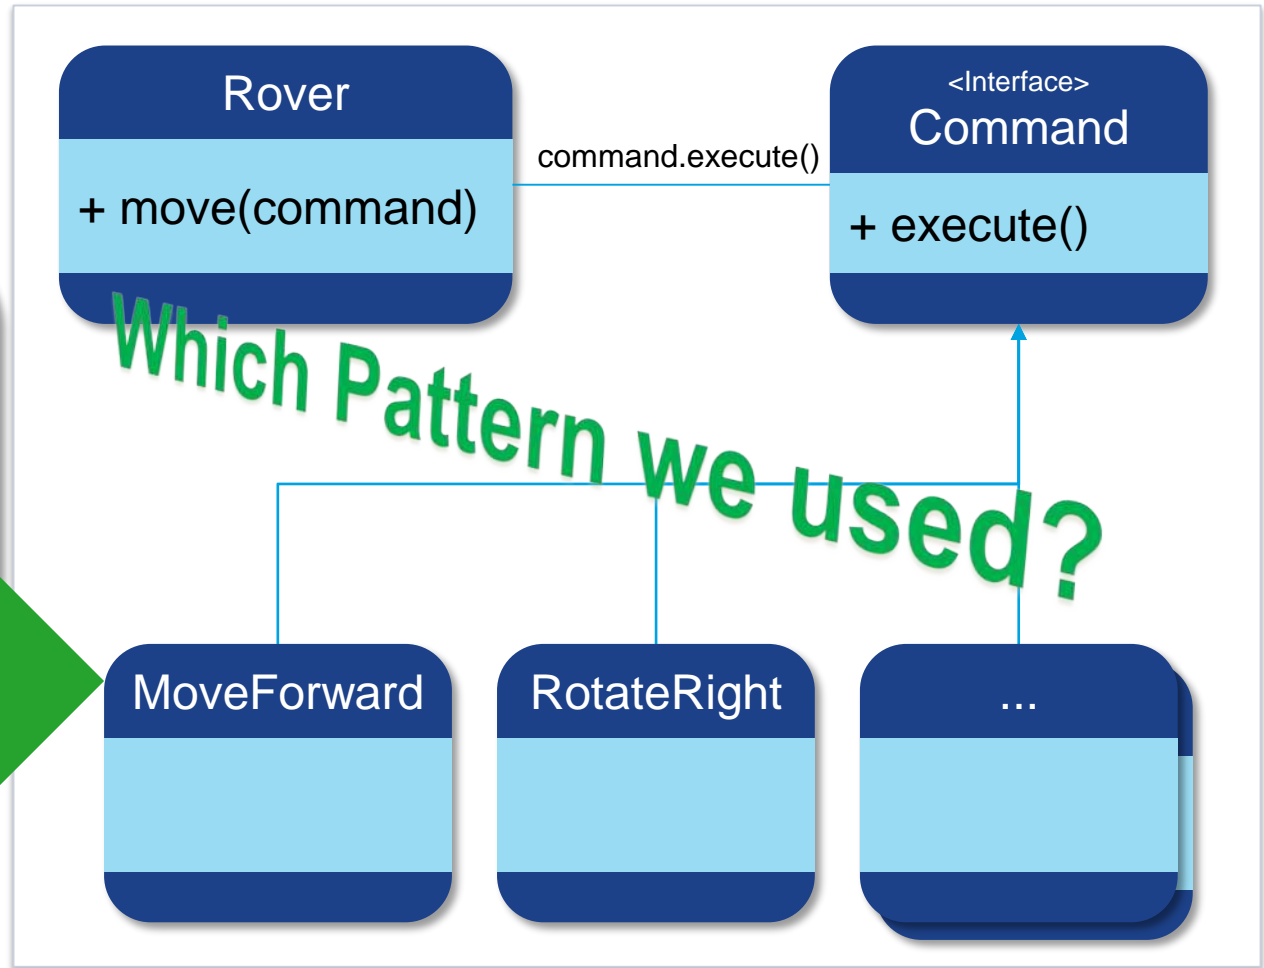 Rover
+ move(command)
command.execute()
<Interface>
Command
+ execute()
Which Pattern we used?
MoveForward
RotateRight
...